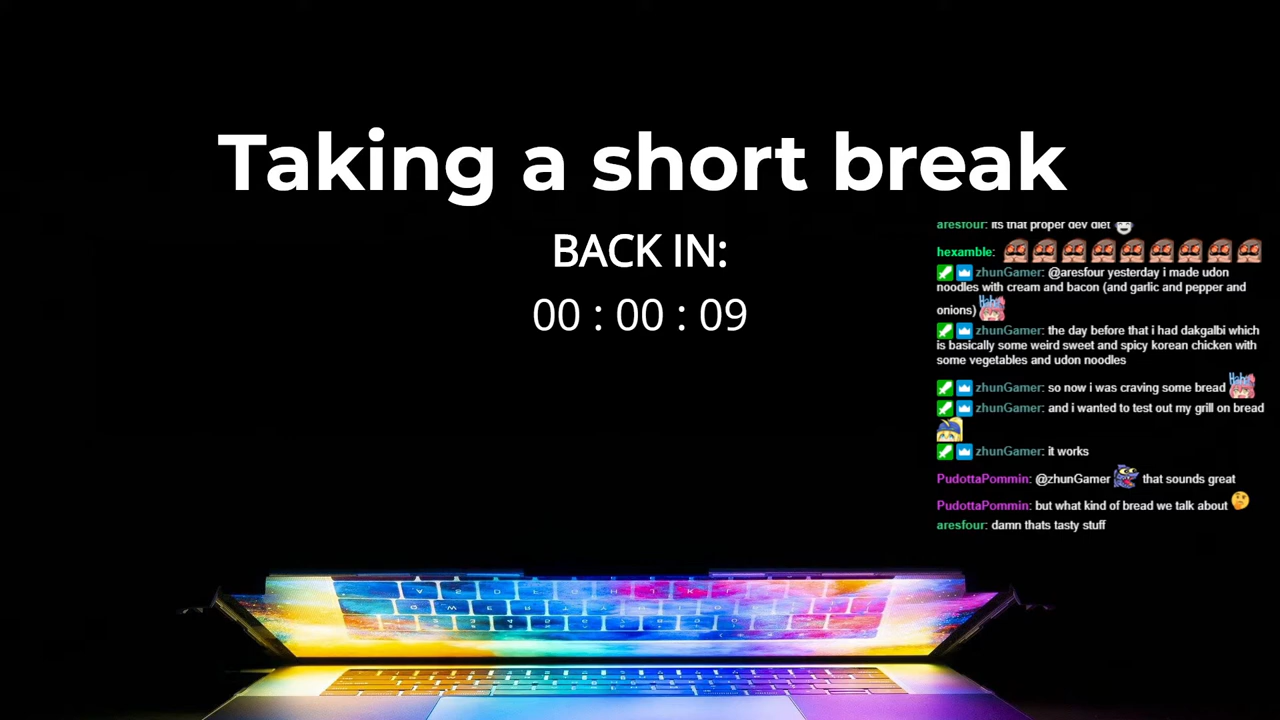 Taking a short break
BACK IN:
00 : 00 : 09
aresfour: its that proper dev diet
hexamble:
zhunGamer: @aresfour yesterday i made udon
noodles with cream and bacon (and garlic and pepper and
onions)
zhunGamer: the day before that i had dakgalbi which
is basically some weird sweet and spicy korean chicken with
some vegetables and udon noodles
zhunGamer: so now i was craving some bread
zhunGamer: and i wanted to test out my grill on bread
zhunGamer: it works
PudottaPommin: @zhunGamer that sounds great
PudottaPommin: but what kind of bread we talk about
aresfour: damn thats tasty stuff